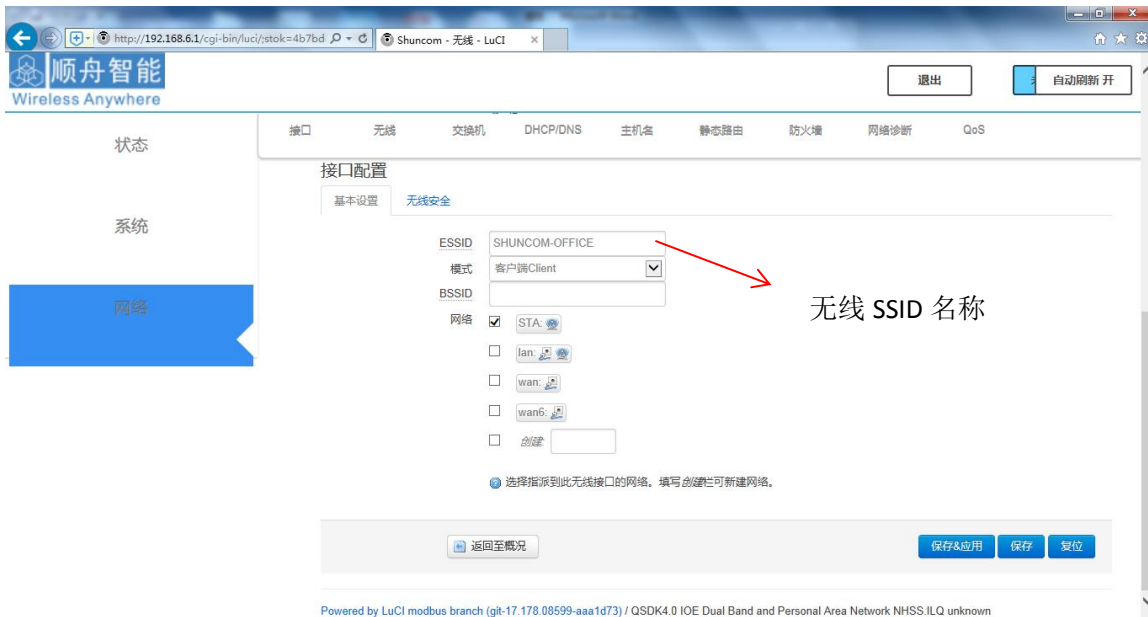 http://192.168.6.1/cgi-bin/luci/;stok=4b7bd
Shuncom - 无线 - LuCI
顺舟智能
Wireless Anywhere
退出
自动刷新 开
状态
系统
网络
接口 无线 交换机 DHCP/DNS 主机名 静态路由 防火墙 网络诊断 QoS
接口配置
基本设置 无线安全
ESSID SHUNCOM-OFFICE
模式 客户端Client
BSSID
网络 STA:
lan:
wan:
wan6:
创建:
无线 SSID 名称
选择指派到此无线接口的网络。填写创建栏可新建网络。
返回至概况 保存&应用 保存 复位
Powered by LuCI modbus branch (git-17.178.08599-aaa1d73) / QSDK4.0 IOE Dual Band and Personal Area Network NHSS.ILQ unknown